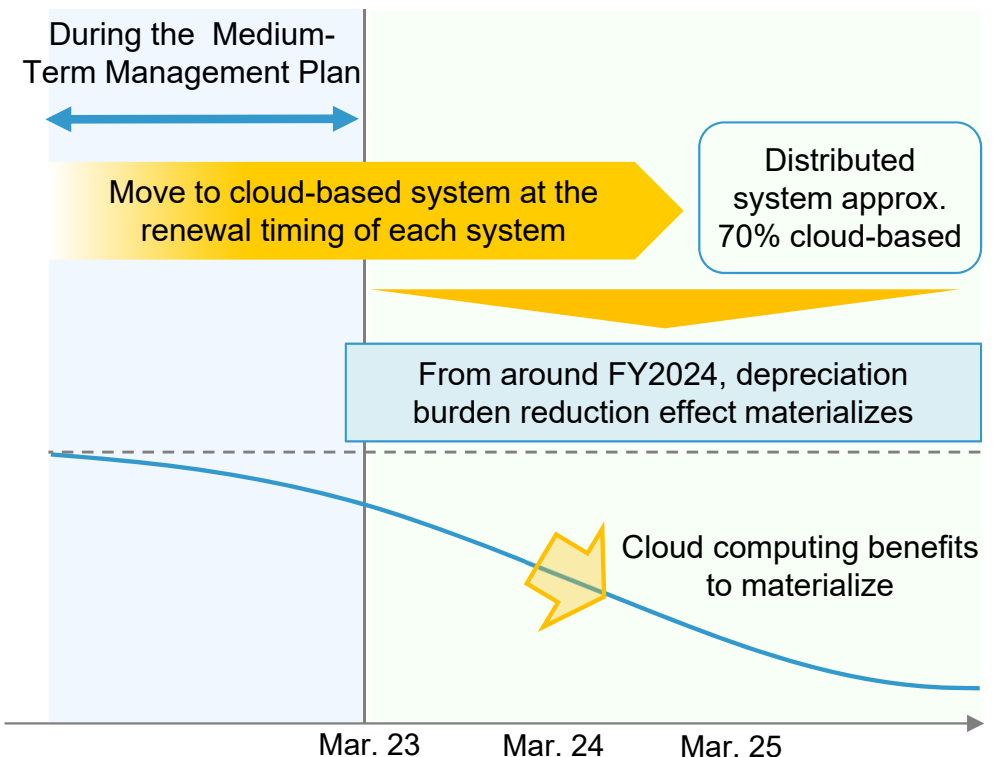 During the Medium-
Term Management Plan
Move to cloud-based system at the
renewal timing of each system
Distributed
system approx.
70% cloud-based
From around FY2024, depreciation
burden reduction effect materializes
Cloud computing benefits
to materialize
Mar. 23
Mar. 24
Mar. 25